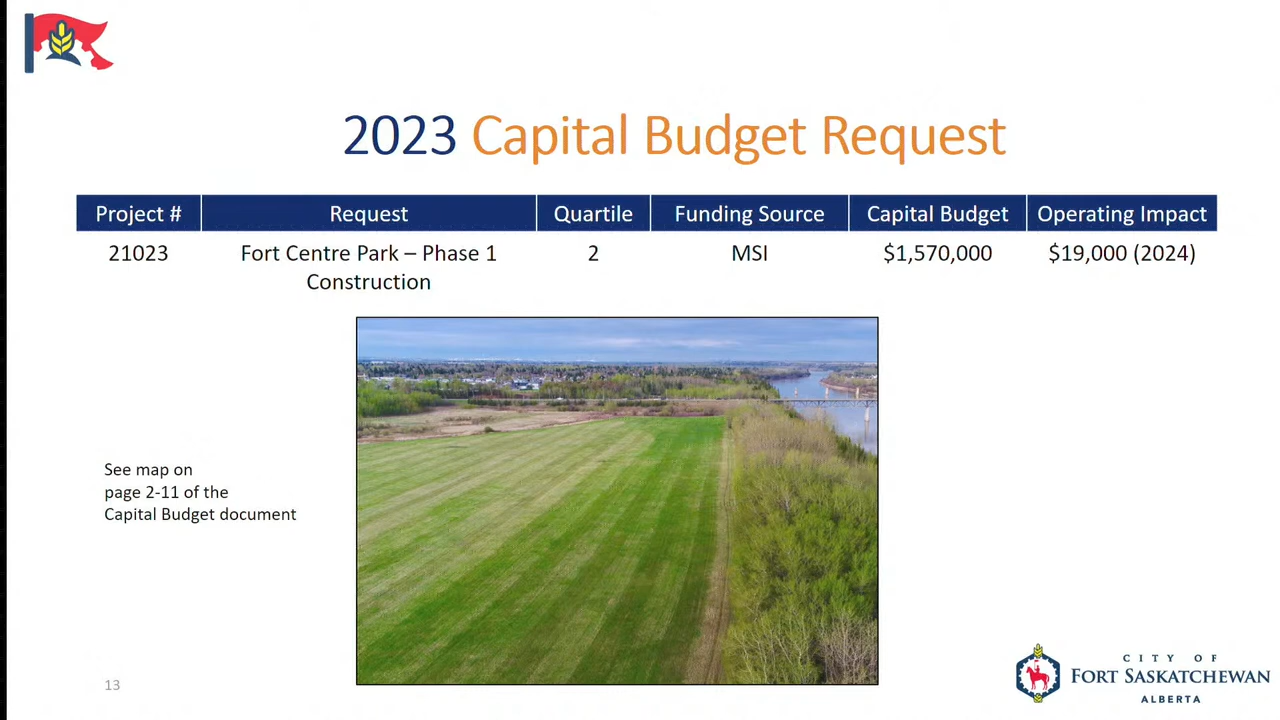 2023 Capital Budget Request
Project # Request Quartile Funding Source Capital Budget Operating Impact
21023 Fort Centre Park – Phase 1 2 MSI $1,570,000 $19,000 (2024)
Construction
See map on
page 2-11 of the
Capital Budget document
13
CITY OF
FORT SASKATCHEWAN
ALBERTA